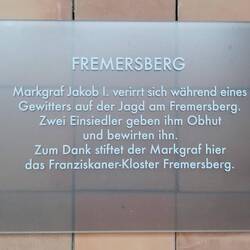 FREMERSBERG
Markgraf Jakob I. verirrt sich während eines
Gewitters auf der Jagd am Fremersberg.
Zwei Einsiedler geben ihm Obhut
und bewirten ihn.
Zum Dank stiftet der Markgraf hier
das Franziskaner-Kloster Fremersberg.